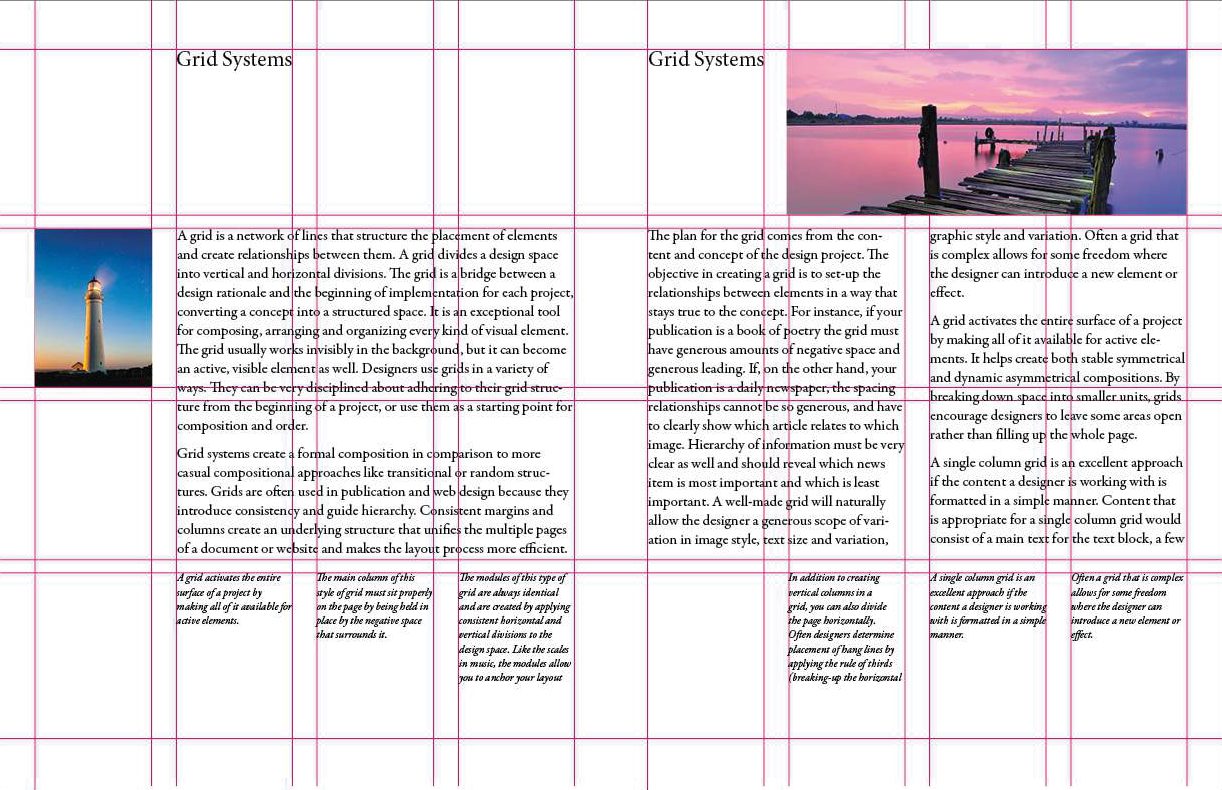 Grid Systems
A grid is a network of lines that structure the placement of elements
and create relationships between them. A grid divides a design space
into vertical and horizontal divisions. The grid is a bridge between a
design rationale and the beginning of implementation for each project,
converting a concept into a structured space. It is an exceptional tool
for composing, arranging and organizing every kind of visual element.
The grid usually works invisibly in the background, but it can become
an active, visible element as well. Designers use grids in a variety of
ways. They can be very disciplined about adhering to their grid struc-
ture from the beginning of a project, or use them as a starting point for
composition and order.
Grid systems create a formal composition in comparison to more
casual compositional approaches like transitional or random struc-
tures. Grids are often used in publication and web design because they
introduce consistency and guide hierarchy. Consistent margins and
columns create an underlying structure that unifies the multiple pages
of a document or website and makes the layout process more efficient.
A grid activates the entire
surface of a project by
making all of it available for
active elements.
The main column of this
style of grid must sit properly
on the page by being held in
place by the negative space
that surrounds it.
The modules of this type of
grid are always identical
and are created by applying
consistent horizontal and
vertical divisions to the
design space. Like the scales
in music, the modules allow
you to anchor your layout
Grid Systems
The plan for the grid comes from the con-
tent and concept of the design project. The
objective in creating a grid is to set-up the
relationships between elements in a way that
stays true to the concept. For instance, if your
publication is a book of poetry the grid must
have generous amounts of negative space and
generous leading. If, on the other hand, your
publication is a daily newspaper, the spacing
relationships cannot be so generous, and have
to clearly show which article relates to which
image. Hierarchy of information must be very
clear as well and should reveal which news
item is most important and which is least
important. A well-made grid will naturally
allow the designer a generous scope of vari-
ation in image style, text size and variation,
graphic style and variation. Often a grid that
is complex allows for some freedom where
the designer can introduce a new element or
effect.
A grid activates the entire surface of a project
by making all of it available for active ele-
ments. It helps create both stable symmetrical
and dynamic asymmetrical compositions. By
breaking down space into smaller units, grids
encourage designers to leave some areas open
rather than filling up the whole page.
A single column grid is an excellent approach
if the content a designer is working with is
formatted in a simple manner. Content that
is appropriate for a single column grid would
consist of a main text for the text block, a few
In addition to creating
vertical columns in a
grid, you can also divide
the page horizontally.
Often designers determine
placement of hang lines by
applying the rule of thirds
(breaking-up the horizontal
A single column grid is an
excellent approach if the
content a designer is working
with is formatted in a simple
manner.
Often a grid that is complex
allows for some freedom
where the designer can
introduce a new element or
effect.